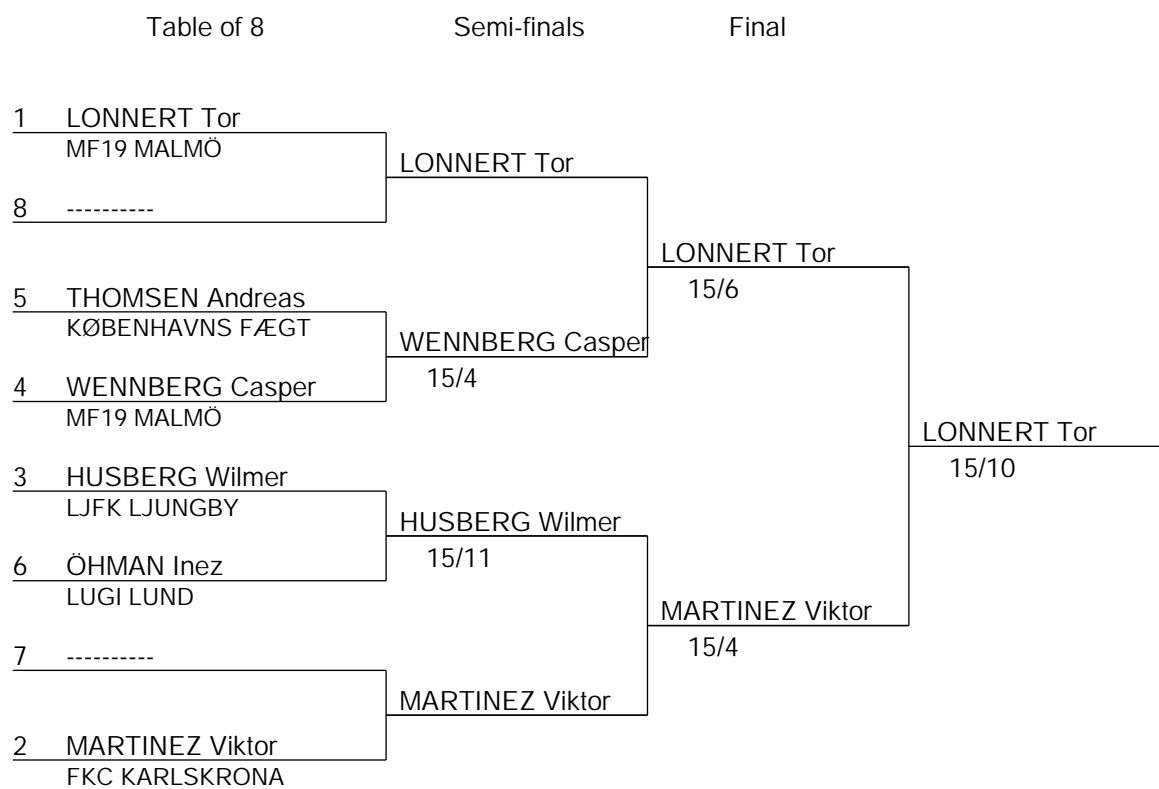 Table of 8 Semi-finals Final
1 LONNERT Tor
MF19 MALMÖ
LONNERT Tor
8 ----------
LONNERT Tor
15/6
5 THOMSEN Andreas
KØBENHAVNS FÆGT
WENNBERG Casper
15/4
4 WENNBERG Casper
MF19 MALMÖ
LONNERT Tor
15/10
3 HUSBERG Wilmer
LJFK LJUNGBY
HUSBERG Wilmer
15/11
6 ÖHMAN Inez
LUGI LUND
MARTINEZ Viktor
15/4
7 ----------
MARTINEZ Viktor
2 MARTINEZ Viktor
FKC KARLSKRONA